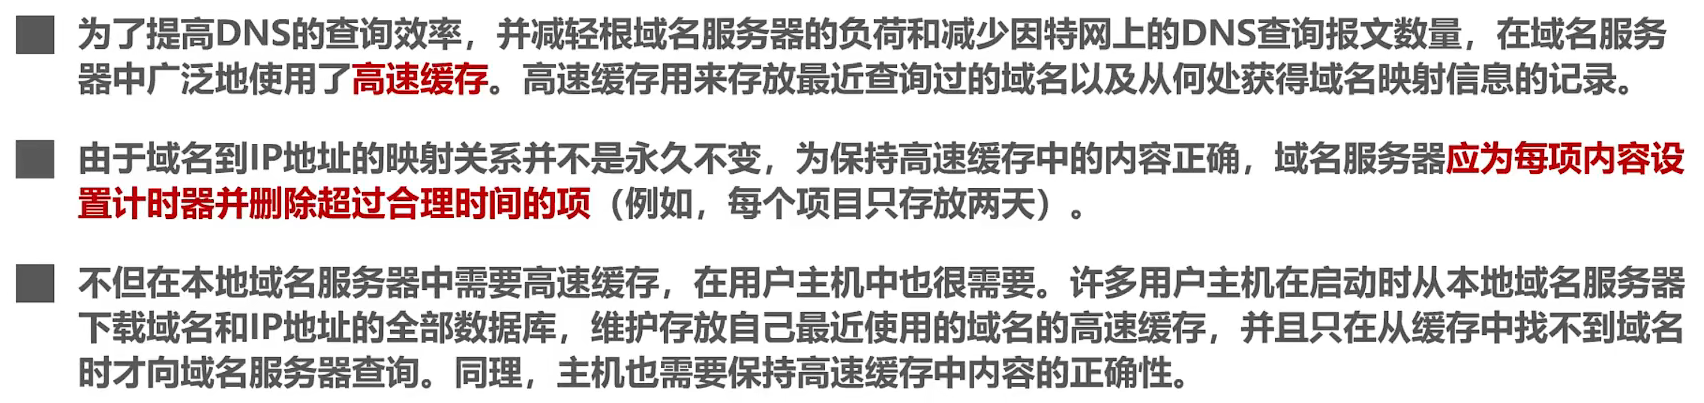 为了提高DNS的查询效率，并减轻根域名服务器的负荷和减少因特网上的DNS查询报文数量，在域名服务
器中广泛地使用了高速缓存。高速缓存用来存放最近查询过的域名以及从何处获得域名映射信息的记录。
由于域名到IP地址的映射关系并不是永久不变，为保持高速缓存中的内容正确，域名服务器应为每项内容设
置计时器并删除超过合理时间的项（例如，每个项目只存放两天）。
不但在本地域名服务器中需要高速缓存，在用户主机中也很需要。许多用户主机在启动时从本地域名服务器
下载域名和IP地址的全部数据库，维护存放自己最近使用的域名的高速缓存，并且只在从缓存中找不到域名
时才向域名服务器查询。同理，主机也需要保持高速缓存中内容的正确性。